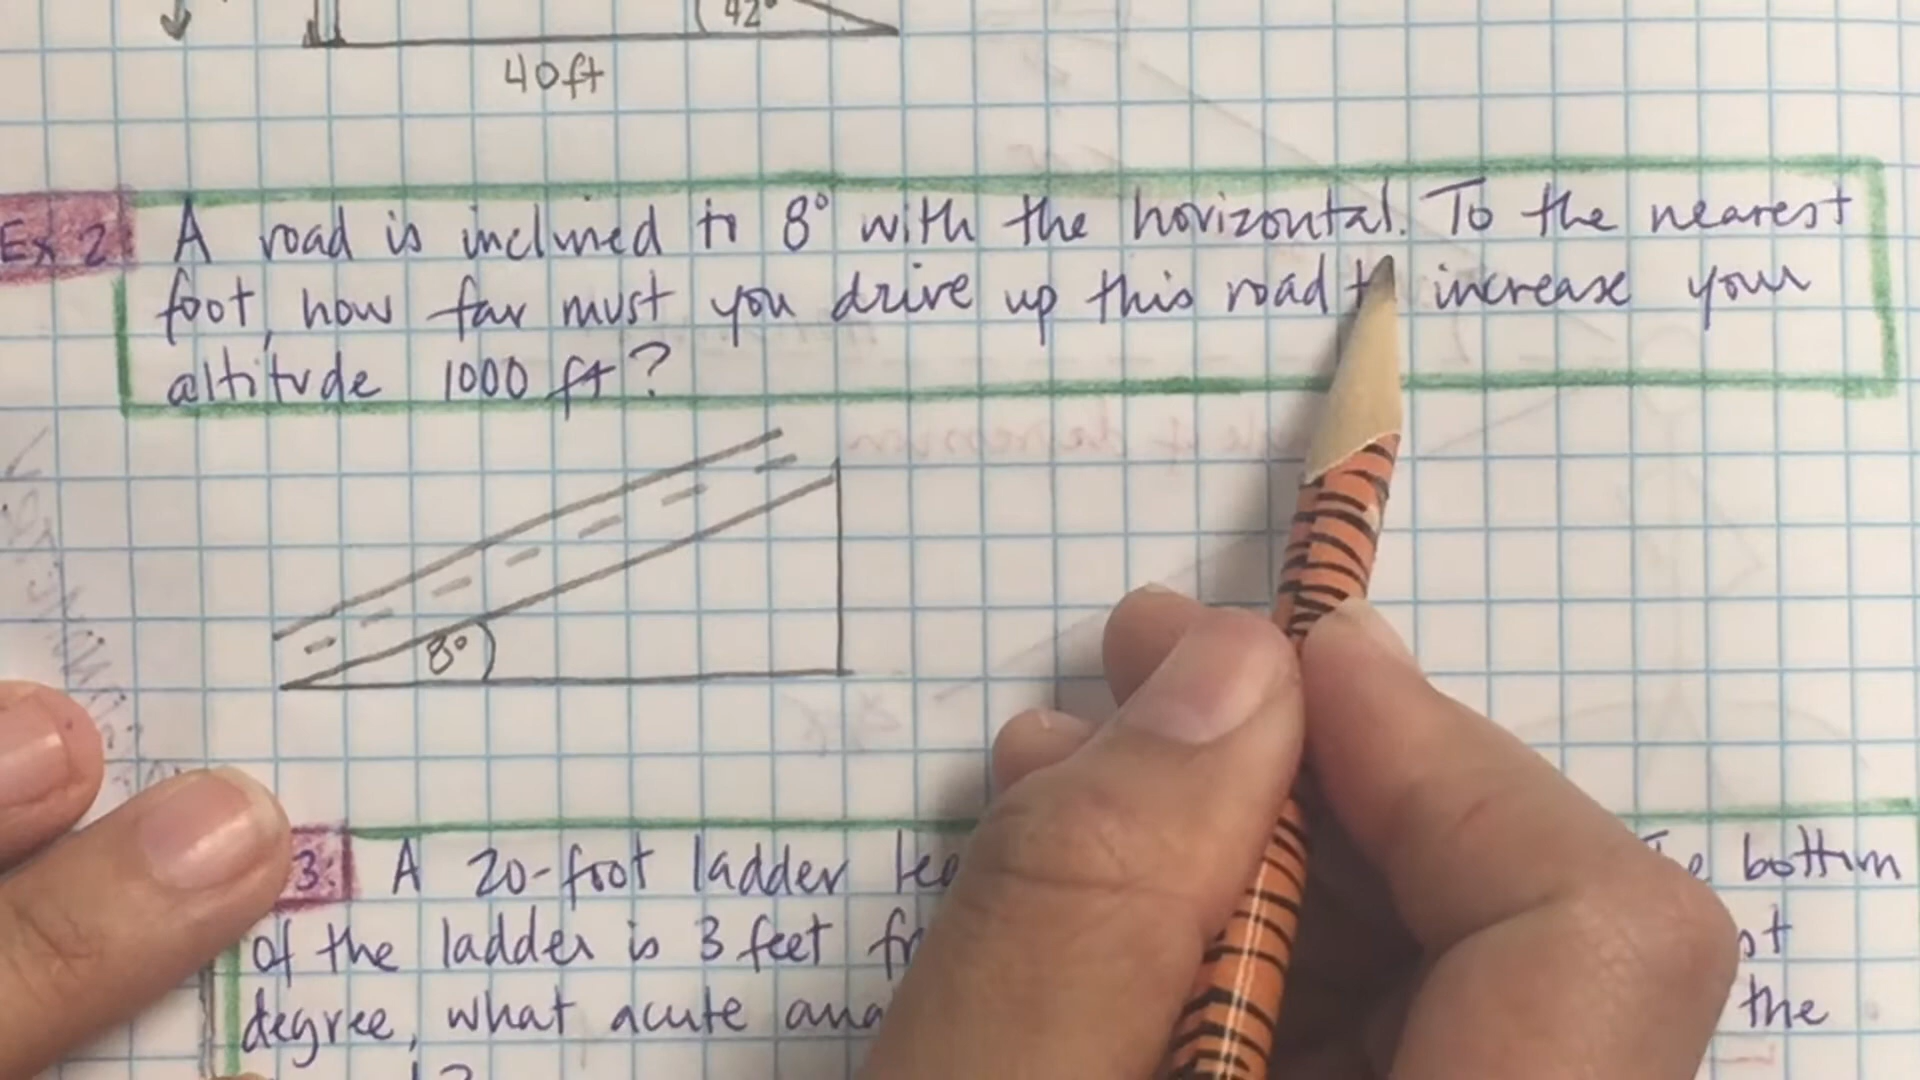 42°
40ft
Ex 2 A road is inclined to 8° with the horizontal. To the nearest
foot, how far must you drive up this road to increase your
altitude 1000 ft?
8°
3: A 20-foot ladder bottom
of the ladder is 3 feet
degree, what acute the